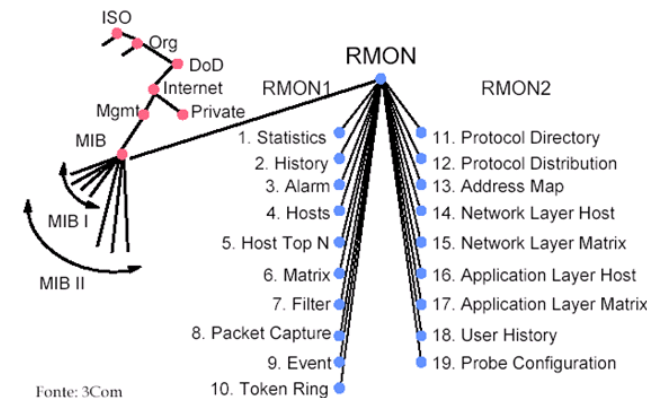 ISO
Org
DoD
Internet
Mgmt
Private
MIB
MIB I
MIB II
RMON
RMON1
RMON2
1. Statistics
2. History
3. Alarm
4. Hosts
5. Host Top N
6. Matrix
7. Filter
8. Packet Capture
9. Event
10. Token Ring
11. Protocol Directory
12. Protocol Distribution
13. Address Map
14. Network Layer Host
15. Network Layer Matrix
16. Application Layer Host
17. Application Layer Matrix
18. User History
19. Probe Configuration
Fonte: 3Com